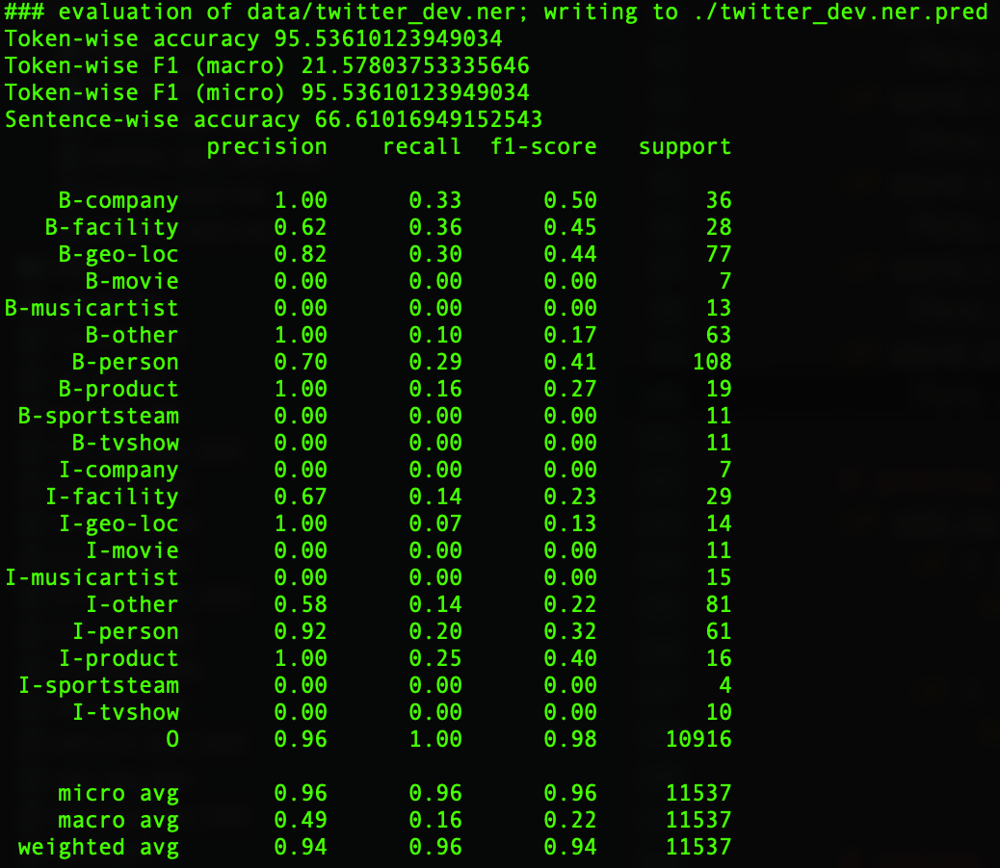 ### evaluation of data/twitter_dev.ner; writing to ./twitter_dev.ner.pred
Token-wise accuracy 95.53610123949034
Token-wise F1 (macro) 21.57803753335646
Token-wise F1 (micro) 95.53610123949034
Sentence-wise accuracy 66.61016949152543
precision recall f1-score support
B-company 1.00 0.33 0.50 36
B-facility 0.62 0.36 0.45 28
B-geo-loc 0.82 0.30 0.44 77
B-movie 0.00 0.00 0.00 7
B-musicartist 0.00 0.00 0.00 13
B-other 1.00 0.10 0.17 63
B-person 0.70 0.29 0.41 108
B-product 1.00 0.16 0.27 19
B-sportsteam 0.00 0.00 0.00 11
B-tvshow 0.00 0.00 0.00 11
I-company 0.00 0.00 0.00 7
I-facility 0.67 0.14 0.23 29
I-geo-loc 1.00 0.07 0.13 14
I-movie 0.00 0.00 0.00 11
I-musicartist 0.00 0.00 0.00 15
I-other 0.58 0.14 0.22 81
I-person 0.92 0.20 0.32 61
I-product 1.00 0.25 0.40 16
I-sportsteam 0.00 0.00 0.00 4
I-tvshow 0.00 0.00 0.00 10
O 0.96 1.00 0.98 10916
micro avg 0.96 0.96 0.96 11537
macro avg 0.49 0.16 0.22 11537
weighted avg 0.94 0.96 0.94 11537